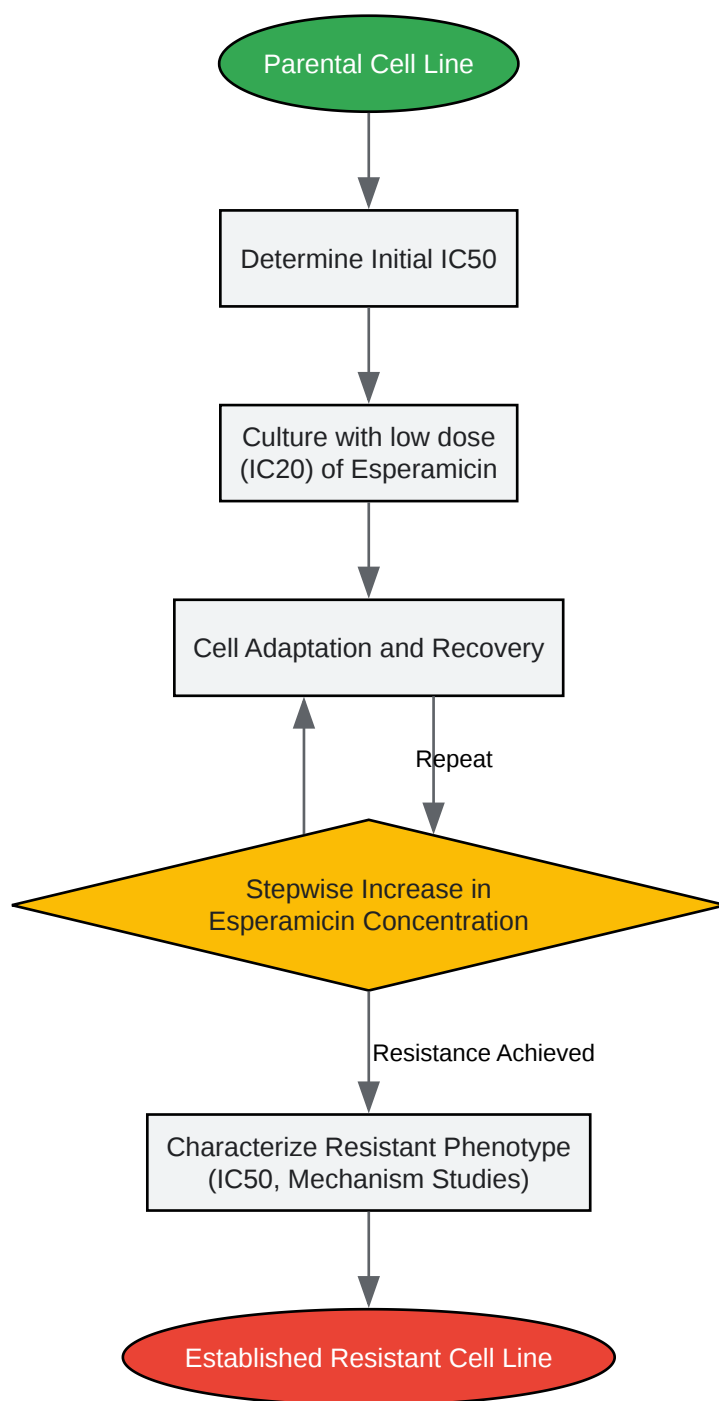 Parental Cell Line
Determine Initial IC50
Culture with low dose
(IC20) of Esperamicin
Cell Adaptation and Recovery
Repeat
Stepwise Increase in
Esperamicin Concentration
Resistance Achieved
Characterize Resistant Phenotype
(IC50, Mechanism Studies)
Established Resistant Cell Line